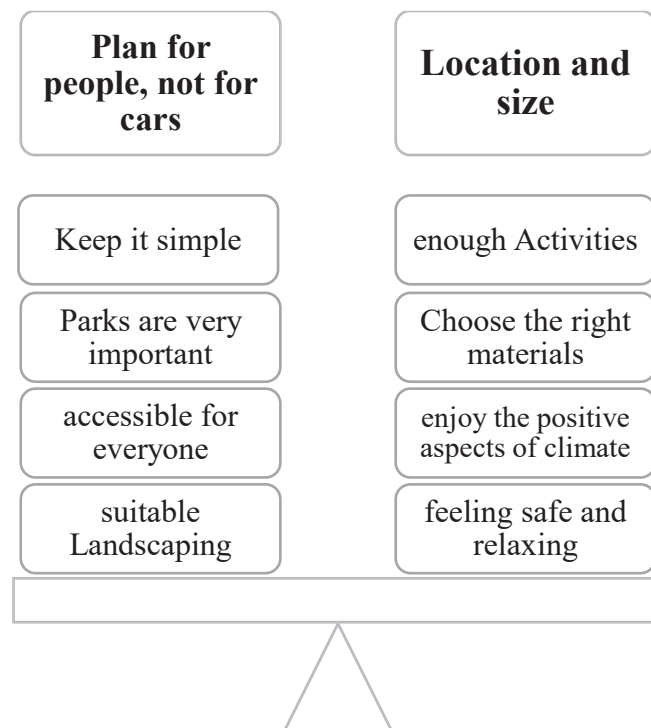 Plan for
people, not for
cars
Location and
size
Keep it simple
enough Activities
Parks are very
important
Choose the right
materials
accessible for
everyone
enjoy the positive
aspects of climate
suitable
Landscaping
feeling safe and
relaxing